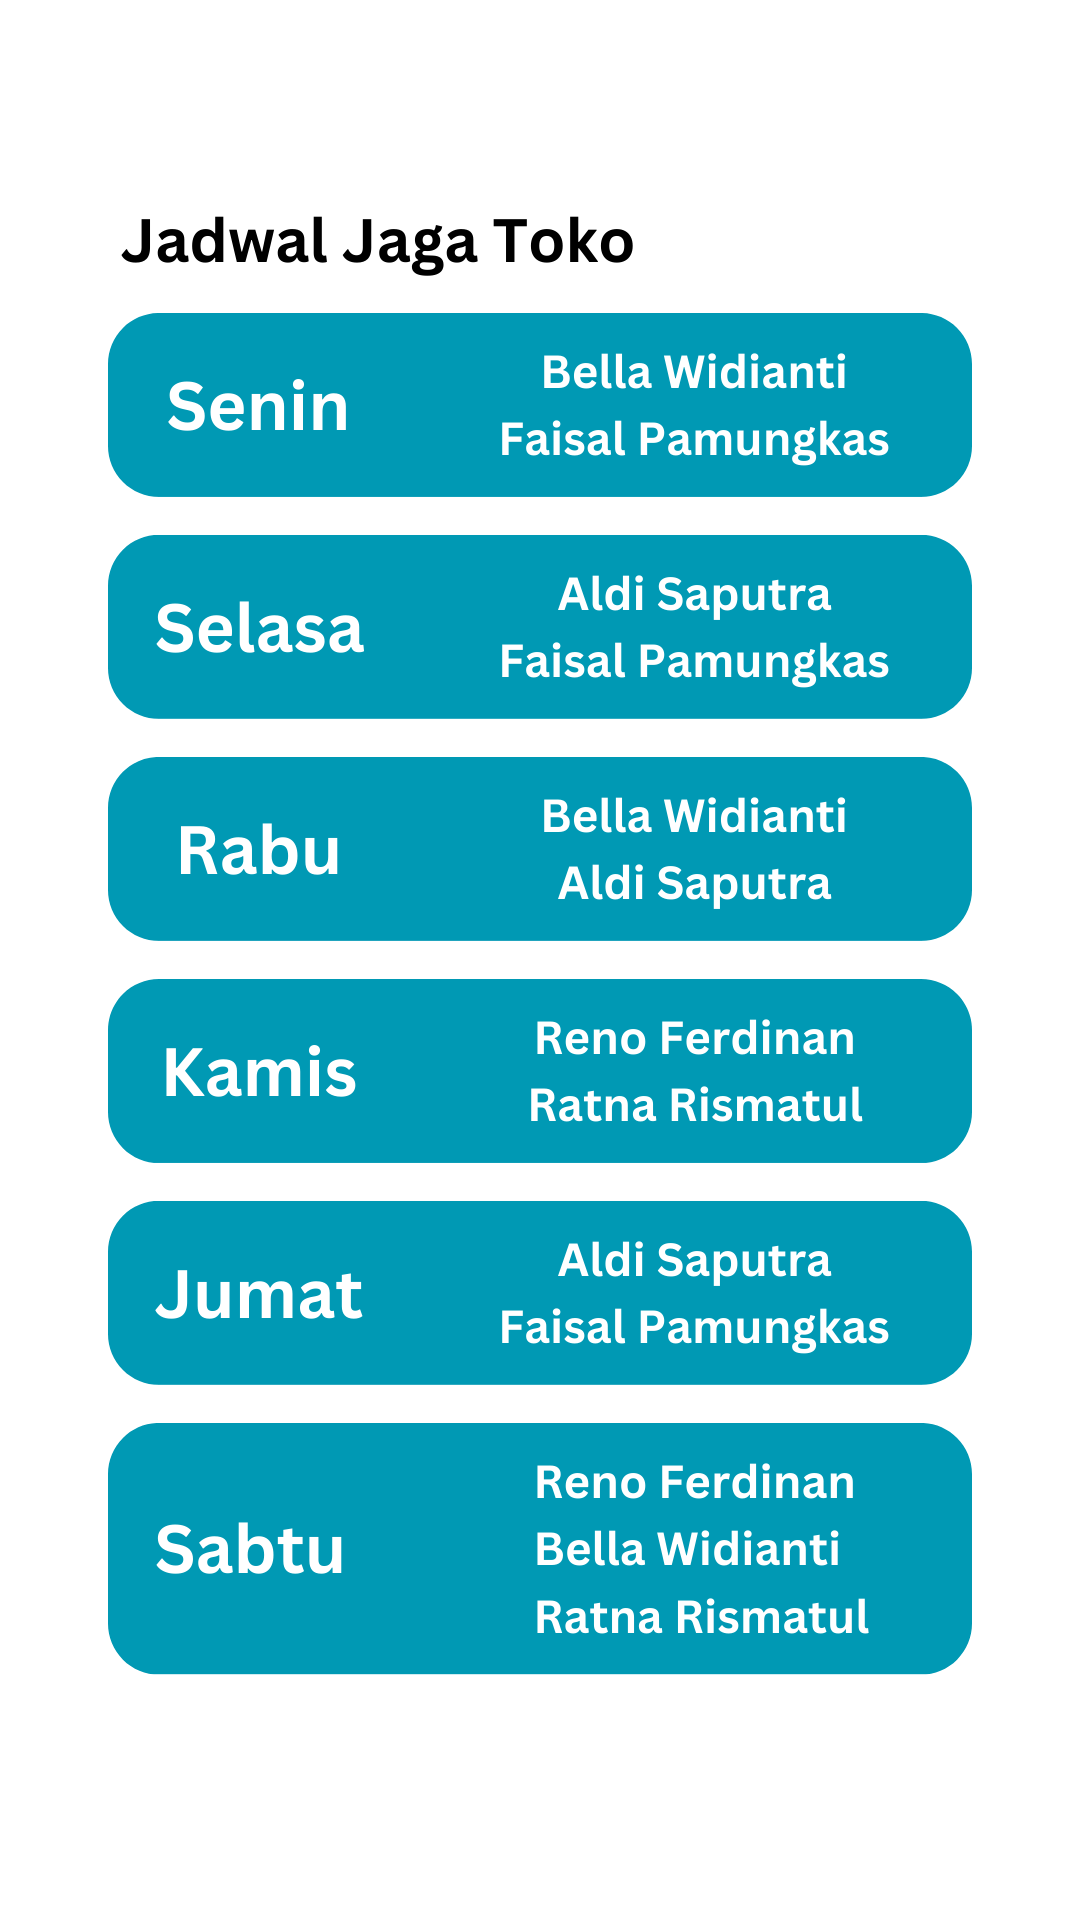 Jadwal Jaga Toko
Senin
Bella Widianti
Faisal Pamungkas
Selasa
Aldi Saputra
Faisal Pamungkas
Rabu
Bella Widianti
Aldi Saputra
Kamis
Reno Ferdinan
Ratna Rismatul
Jumat
Aldi Saputra
Faisal Pamungkas
Sabtu
Reno Ferdinan
Bella Widianti
Ratna Rismatul